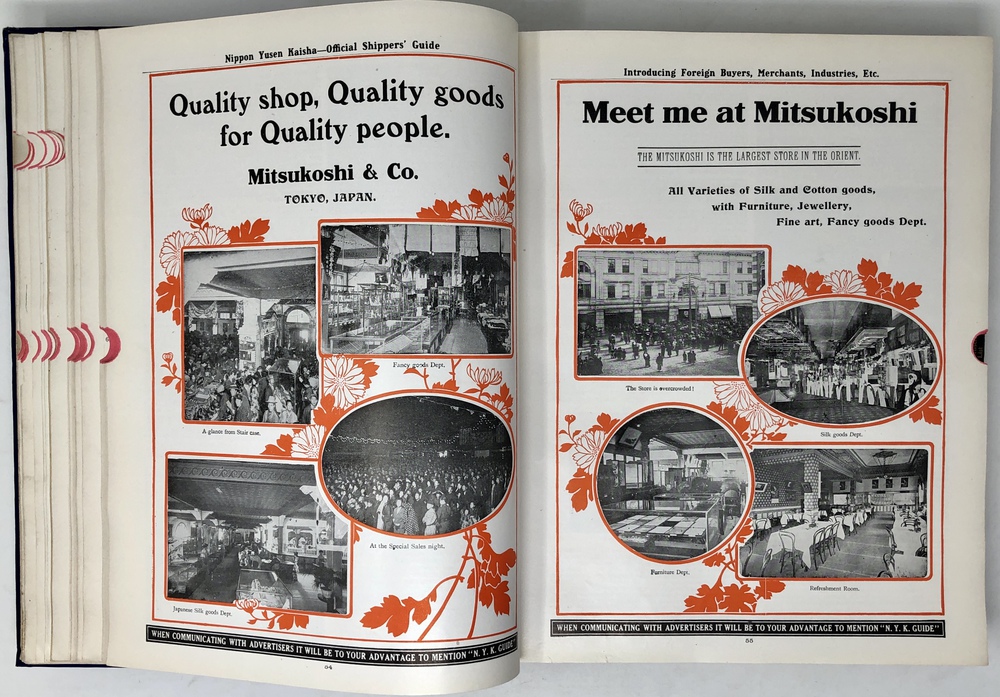 Nippon Yusen Kaisha—Official Shippers' Guide
Quality shop, Quality goods
for Quality people.
Mitsukoshi & Co.
TOKYO, JAPAN.
Fancy goods Dept.
A glance from Stair case.
At the Special Sales night.
Japanese Silk goods Dept.
WHEN COMMUNICATING WITH ADVERTISERS IT WILL BE TO YOUR ADVANTAGE TO MENTION "N. Y. K. GUIDE"
54
Introducing Foreign Buyers, Merchants, Industries, Etc.
Meet me at Mitsukoshi
THE MITSUKOSHI IS THE LARGEST STORE IN THE ORIENT.
All Varieties of Silk and Cotton goods,
with Furniture, Jewellery,
Fine art, Fancy goods Dept.
The Store is overcrowded!
Silk goods Dept.
Furniture Dept.
Refreshment Room.
WHEN COMMUNICATING WITH ADVERTISERS IT WILL BE TO YOUR ADVANTAGE TO MENTION "N. Y. K. GUIDE"
55